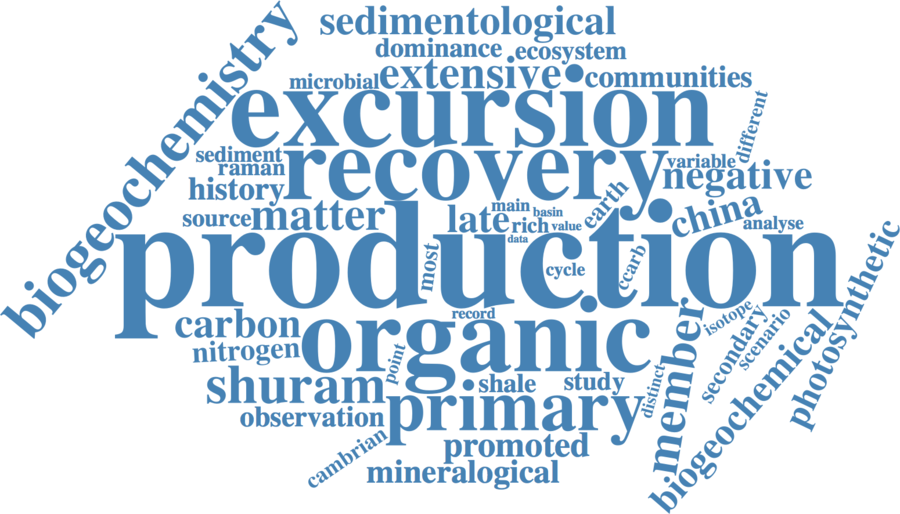 sedimentological
dominance ecosystem
microbial extensive communities
biogeochemistry
excursion
different
sediment recovery variable
raman negative
history
main basin earth
source matter late rich value china analyse
data
production
most cycle ccarb
photosynthetic
record isotope
carbon organic member secondary scenario
nitrogen point
biogeochemical
shuram shale study distinct
observation primary
cambrian promoted
mineralogical